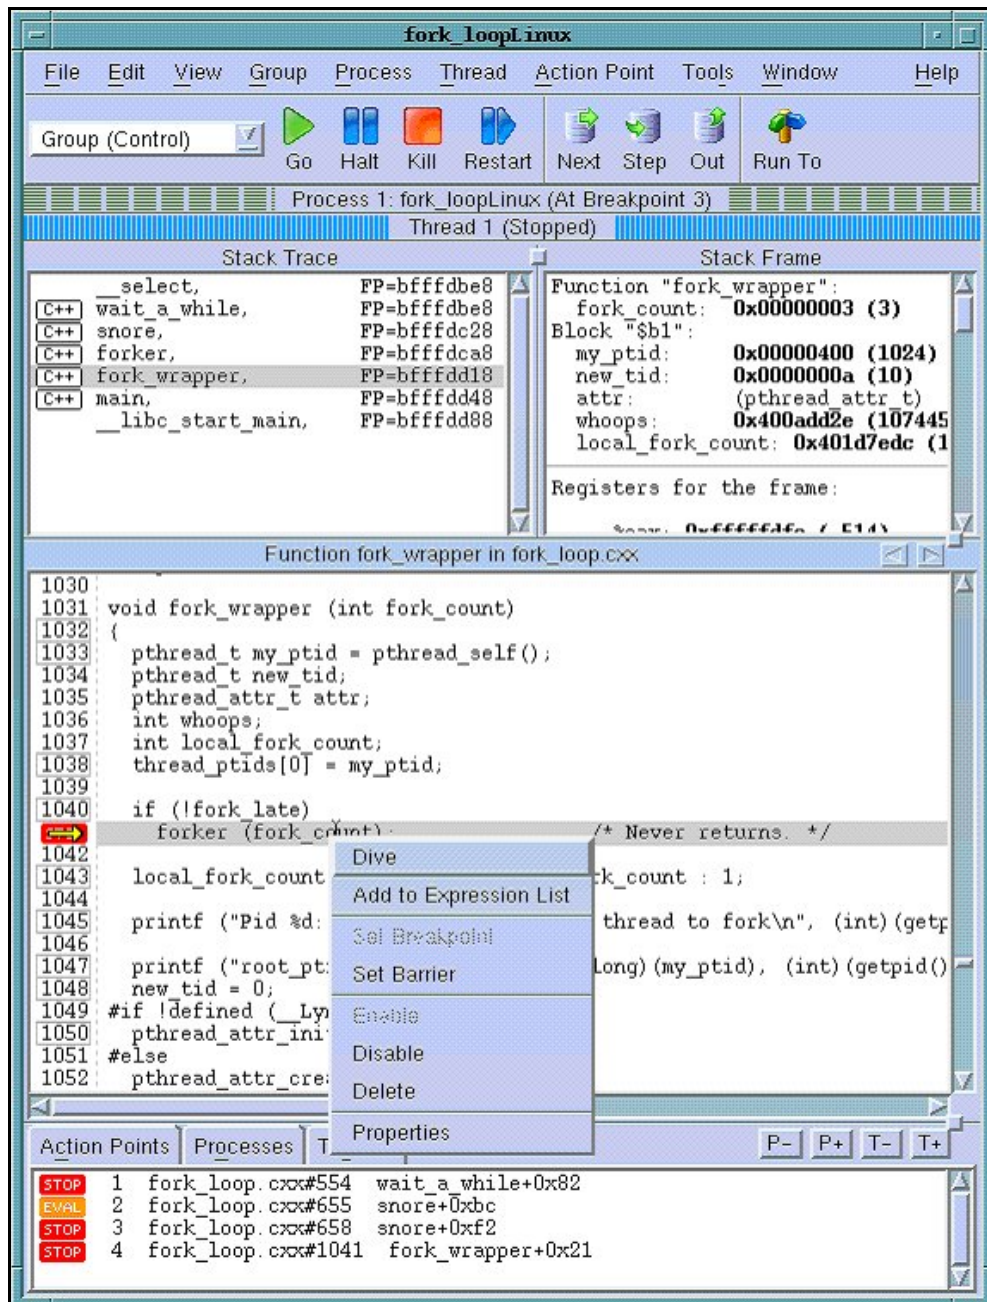 fork_loopLinux
File Edit View Group Process Thread Action Point Tools Window Help
Group (Control) Go Halt Kill Restart Next Step Out Run To
Process 1: fork_loopLinux (At Breakpoint 3)
Thread 1 (Stopped)
Stack Trace
__select, FP=bfffdbe8
C++ wait_a_while, FP=bfffdbe8
C++ snore, FP=bfffdc28
C++ forker, FP=bfffdca8
C++ fork_wrapper, FP=bfffdd18
C++ main, FP=bfffdd48
__libc_start_main, FP=bfffdd88
Stack Frame
Function "fork_wrapper":
fork_count: 0x00000003 (3)
Block "$b1":
my_ptid: 0x00000400 (1024)
new_tid: 0x0000000a (10)
attr: (pthread_attr_t)
whoops: 0x400add2e (107445
local_fork_count: 0x401d7edc (1
Registers for the frame:
Function fork_wrapper in fork_loop.cxx
1030
1031 void fork_wrapper (int fork_count)
1032 {
1033 pthread_t my_ptid = pthread_self();
1034 pthread_t new_tid;
1035 pthread_attr_t attr;
1036 int whoops;
1037 int local_fork_count;
1038 thread_ptids[0] = my_ptid;
1039
1040 if (!fork_late)
forker (fork_count); /* Never returns. */
1042
1043 local_fork_count k_count : 1;
1044
1045 printf ("Pid %d: thread to fork\n", (int)(getp
1046
1047 printf ("root_pt long)(my_ptid), (int)(getpid()
1048 new_tid = 0;
1049 #if !defined (__Lyn
1050 pthread_attr_ini
1051 #else
1052 pthread_attr_cre
Dive
Add to Expression List
Set Breakpoint
Set Barrier
Enable
Disable
Delete
Properties
Action Points Processes T P- P+ T- T+
STOP 1 fork_loop.cxx#554 wait_a_while+0x82
EVAL 2 fork_loop.cxx#655 snore+0xbc
STOP 3 fork_loop.cxx#658 snore+0xf2
STOP 4 fork_loop.cxx#1041 fork_wrapper+0x21